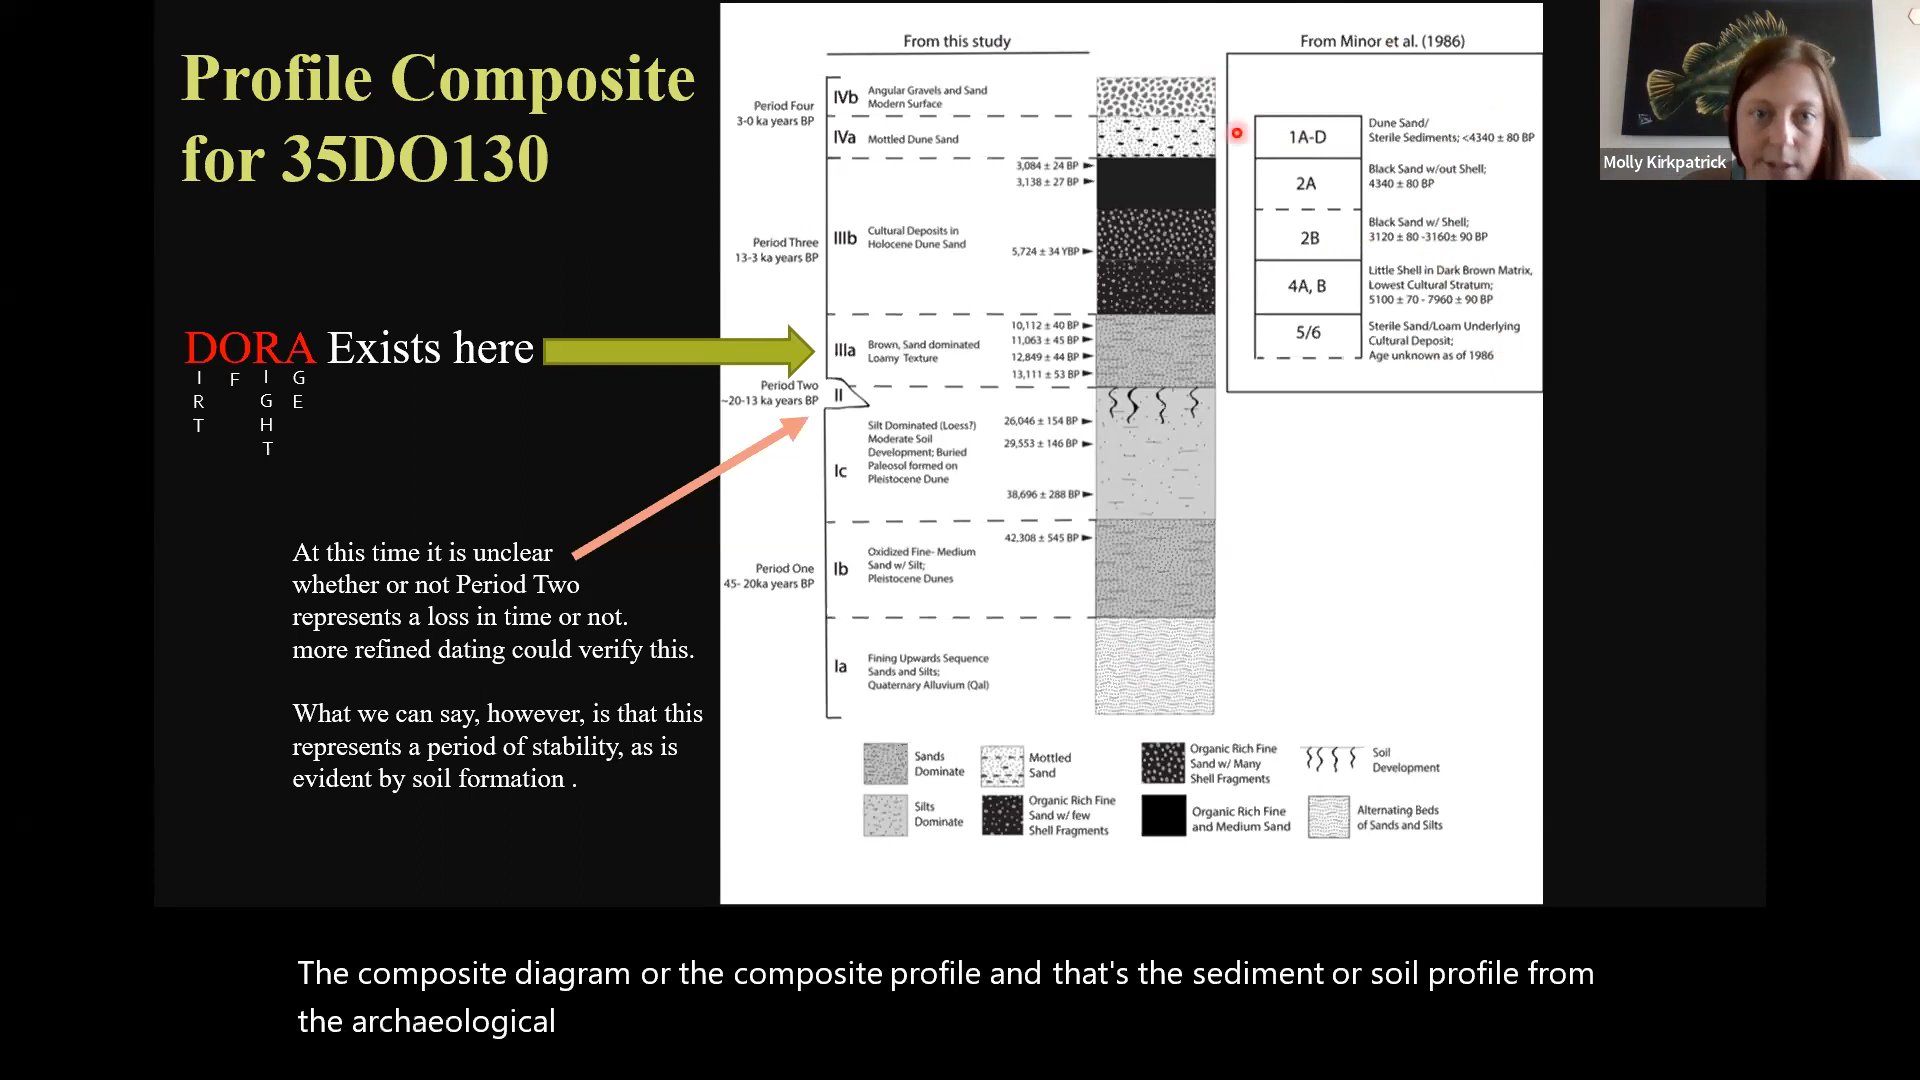 Profile Composite
for 35DO130
DORA Exists here
IRT
F
IGHT
GE
At this time it is unclear
whether or not Period Two
represents a loss in time or not.
more refined dating could verify this.
What we can say, however, is that this
represents a period of stability, as is
evident by soil formation .
From this study
Period Four
3-0 ka years BP
IVb
Angular Gravels and Sand
Modern Surface
IVa
Mottled Dune Sand
3,084 ± 24 BP
3,138 ± 27 BP
Period Three
13-3 ka years BP
IIIb
Cultural Deposits in
Holocene Dune Sand
5,724 ± 34 YBP
IIIa
Brown, Sand dominated
Loamy Texture
10,112 ± 40 BP
11,063 ± 45 BP
12,849 ± 44 BP
13,111 ± 53 BP
Period Two
~20-13 ka years BP
II
Ic
Silt Dominated (Loess?)
Moderate Soil
Development; Buried
Paleosol formed on
Pleistocene Dune
26,046 ± 154 BP
29,553 ± 146 BP
38,696 ± 288 BP
Period One
45- 20ka years BP
Ib
Oxidized Fine- Medium
Sand w/ Silt;
Pleistocene Dunes
42,308 ± 545 BP
Ia
Fining Upwards Sequence
Sands and Silts;
Quaternary Alluvium (Qal)
From Minor et al. (1986)
1A-D
Dune Sand/
Sterile Sediments; <4340 ± 80 BP
2A
Black Sand w/out Shell;
4340 ± 80 BP
2B
Black Sand w/ Shell;
3120 ± 80 -3160± 90 BP
4A, B
Little Shell in Dark Brown Matrix,
Lowest Cultural Stratum;
5100 ± 70 - 7960 ± 90 BP
5/6
Sterile Sand/Loam Underlying
Cultural Deposit;
Age unknown as of 1986
Sands
Dominate
Mottled
Sand
Organic Rich Fine
Sand w/ Many
Shell Fragments
Soil
Development
Silts
Dominate
Organic Rich Fine
Sand w/ few
Shell Fragments
Organic Rich Fine
and Medium Sand
Alternating Beds
of Sands and Silts
Molly Kirkpatrick
The composite diagram or the composite profile and that's the sediment or soil profile from
the archaeological